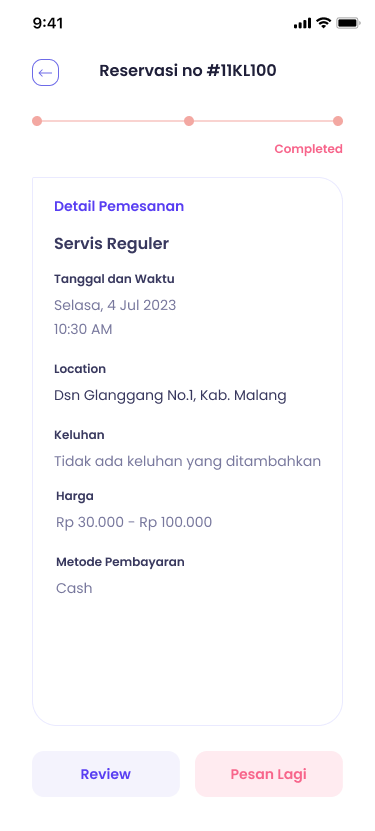 9:41
Reservasi no #11KL100
Completed
Detail Pemesanan
Servis Reguler
Tanggal dan Waktu
Selasa, 4 Jul 2023
10:30 AM
Location
Dsn Glanggang No.1, Kab. Malang
Keluhan
Tidak ada keluhan yang ditambahkan
Harga
Rp 30.000 - Rp 100.000
Metode Pembayaran
Cash
Review
Pesan Lagi